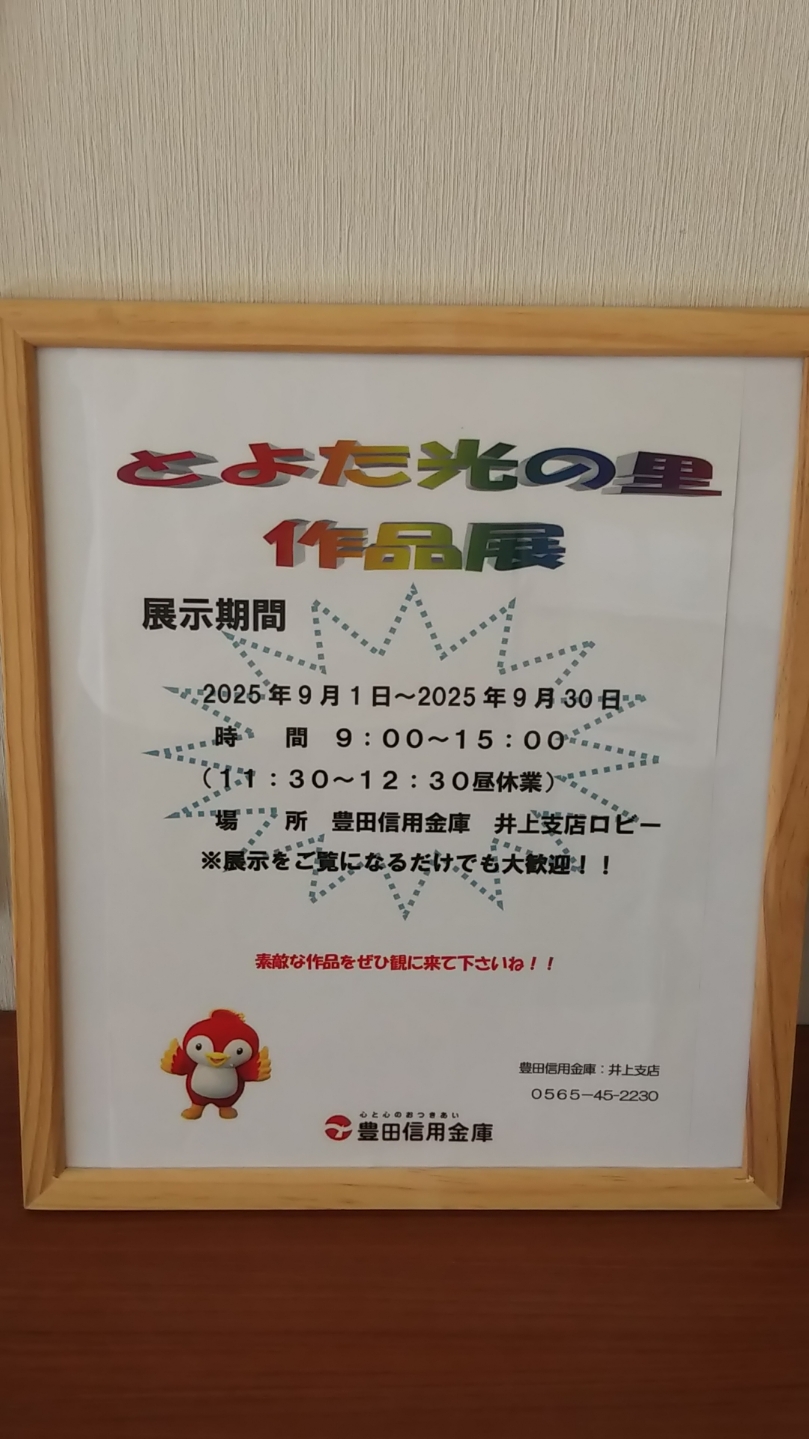 とよた光の里
作品展
展示期間
2025年9月1日～2025年9月30日
時　間　９：００～１５：００
（１１：３０～１２：３０昼休業）
場　所　豊田信用金庫　井上支店ロビー
※展示をご覧になるだけでも大歓迎！！
素敵な作品をぜひ観に来て下さいね！！
豊田信用金庫：井上支店
０５６５－４５-２２３０
心と心のおつきあい
豊田信用金庫